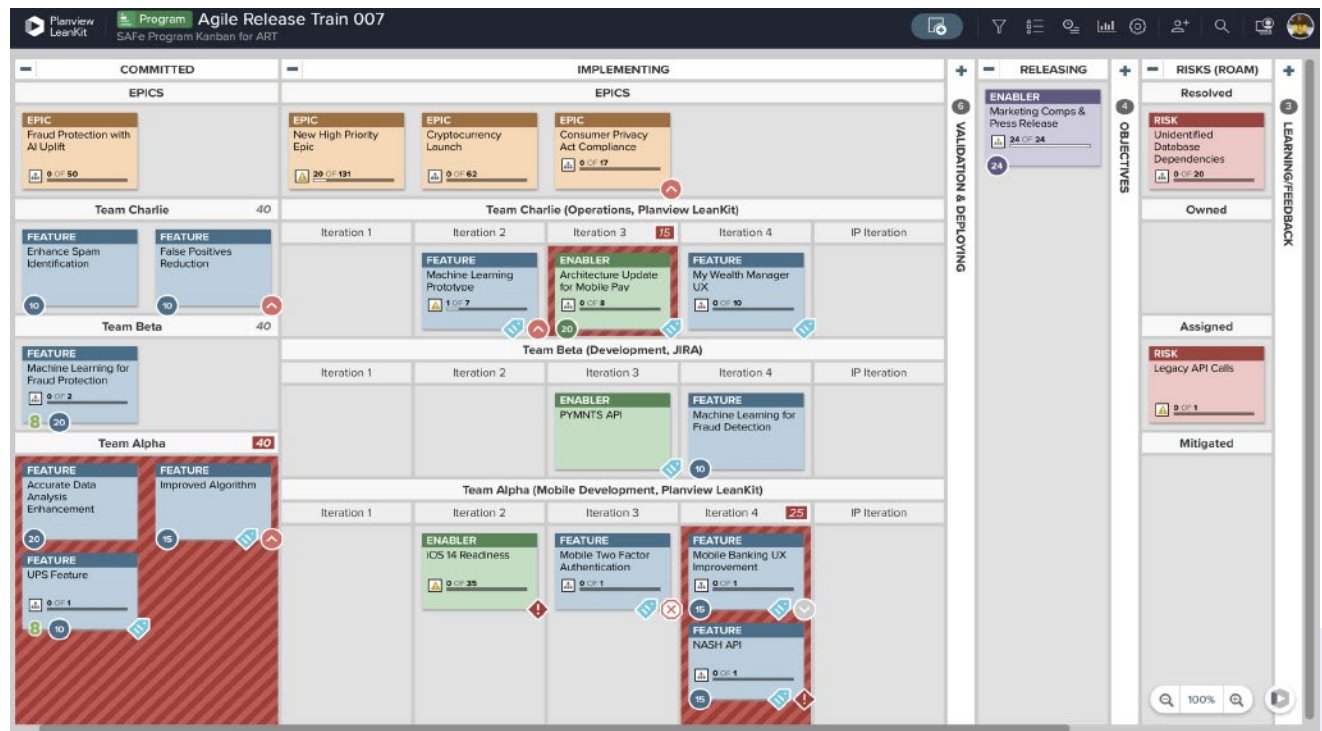 Planview
LeanKit
Program Agile Release Train 007
SAFe Program Kanban for ART
COMMITTED
EPICS
EPIC
Fraud Protection with
AI Uplift
0 OF 50
Team Charlie 40
FEATURE
Enhance Spam
Identification
10
FEATURE
False Positives
Reduction
10
Team Beta 40
FEATURE
Machine Learning for
Fraud Protection
0 OF 2
8 20
Team Alpha 40
FEATURE
Accurate Data
Analysis
Enhancement
20
FEATURE
Improved Algorithm
15
FEATURE
UPS Feature
0 OF 1
8 10
IMPLEMENTING
EPICS
EPIC
New High Priority
Epic
20 OF 131
EPIC
Cryptocurrency
Launch
0 OF 62
EPIC
Consumer Privacy
Act Compliance
0 OF 17
Team Charlie (Operations, Planview LeanKit)
Iteration 1 Iteration 2 Iteration 3 15 Iteration 4 IP Iteration
FEATURE
Machine Learning
Prototype
1 OF 7
ENABLER
Architecture Update
for Mobile Pay
0 OF 8
20
FEATURE
My Wealth Manager
UX
0 OF 10
Team Beta (Development, JIRA)
Iteration 1 Iteration 2 Iteration 3 Iteration 4 IP Iteration
ENABLER
PYMNTS API
FEATURE
Machine Learning for
Fraud Detection
10
Team Alpha (Mobile Development, Planview LeanKit)
Iteration 1 Iteration 2 Iteration 3 Iteration 4 25 IP Iteration
ENABLER
iOS 14 Readiness
0 OF 35
FEATURE
Mobile Two Factor
Authentication
0 OF 1
FEATURE
Mobile Banking UX
Improvement
0 OF 1
15
FEATURE
NASH API
0 OF 1
15
6 VALIDATION & DEPLOYING
RELEASING
ENABLER
Marketing Comps &
Press Release
24 OF 24
24
4 OBJECTIVES
RISKS (ROAM)
Resolved
RISK
Unidentified
Database
Dependencies
0 OF 20
Owned
Assigned
RISK
Legacy API Calls
0 OF 1
Mitigated
3 LEARNING/FEEDBACK
100%